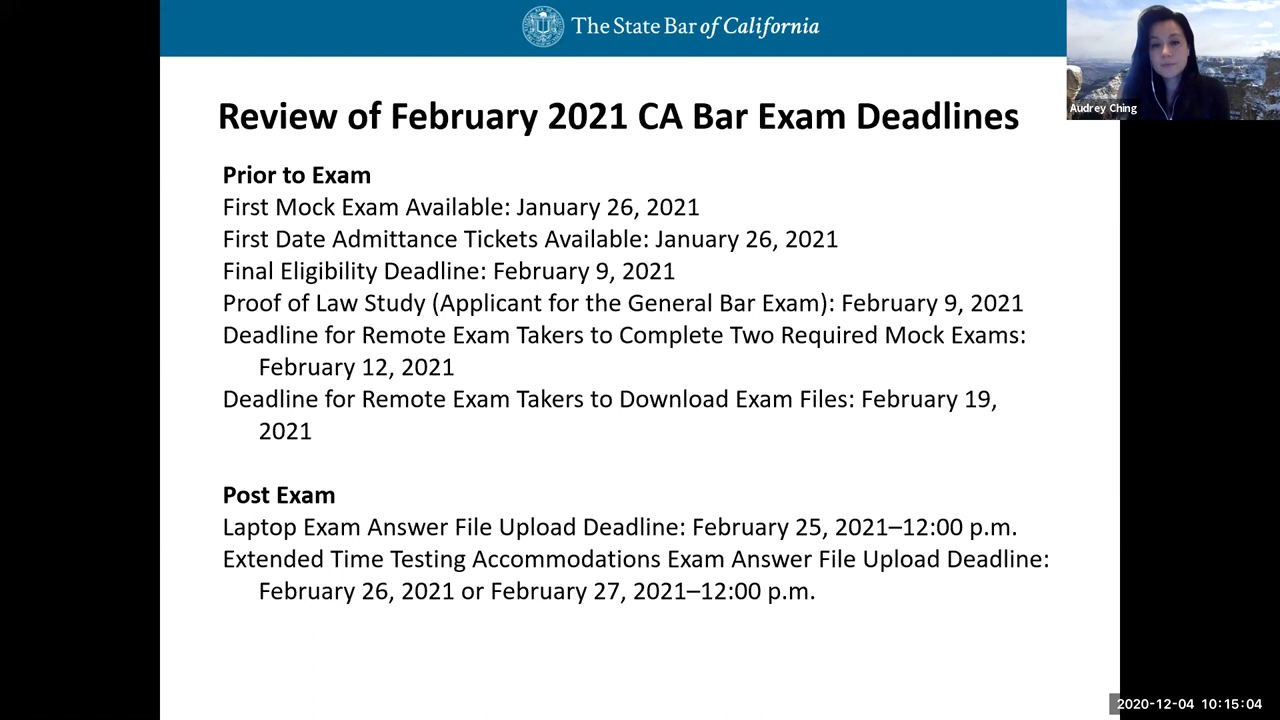 The State Bar of California
Audrey Ching
Review of February 2021 CA Bar Exam Deadlines
Prior to Exam
First Mock Exam Available: January 26, 2021
First Date Admittance Tickets Available: January 26, 2021
Final Eligibility Deadline: February 9, 2021
Proof of Law Study (Applicant for the General Bar Exam): February 9, 2021
Deadline for Remote Exam Takers to Complete Two Required Mock Exams:
February 12, 2021
Deadline for Remote Exam Takers to Download Exam Files: February 19,
2021
Post Exam
Laptop Exam Answer File Upload Deadline: February 25, 2021–12:00 p.m.
Extended Time Testing Accommodations Exam Answer File Upload Deadline:
February 26, 2021 or February 27, 2021–12:00 p.m.
2020-12-04 10:15:04